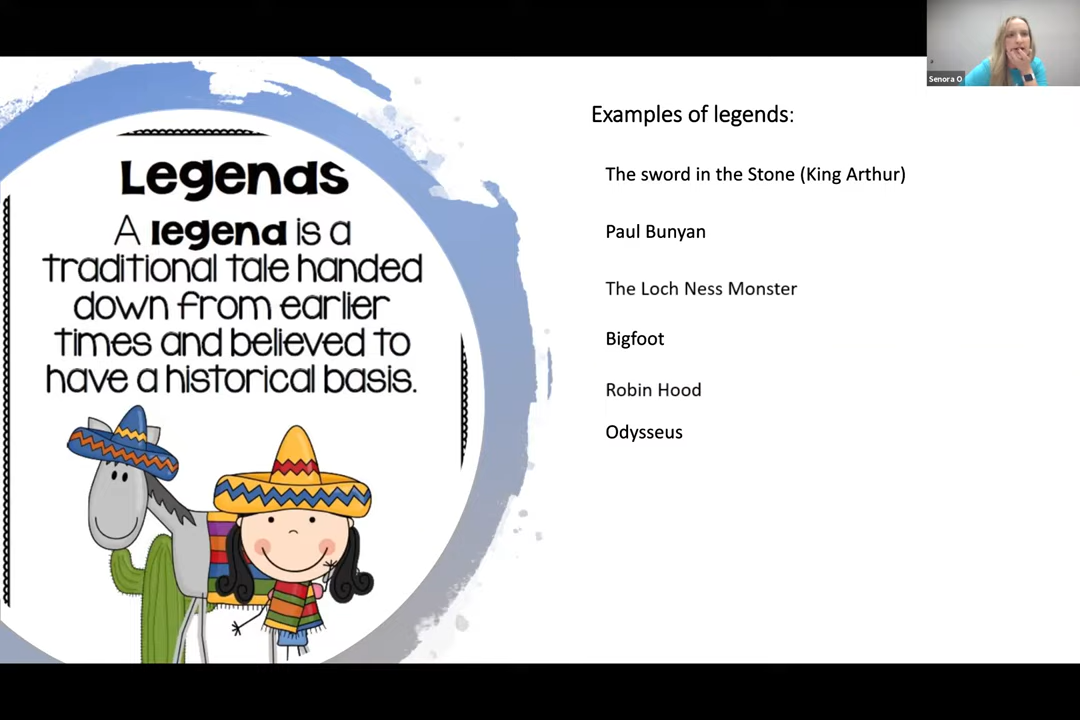 Senora O
Legends
A legend is a
traditional tale handed
down from earlier
times and believed to
have a historical basis.
Examples of legends:
The sword in the Stone (King Arthur)
Paul Bunyan
The Loch Ness Monster
Bigfoot
Robin Hood
Odysseus